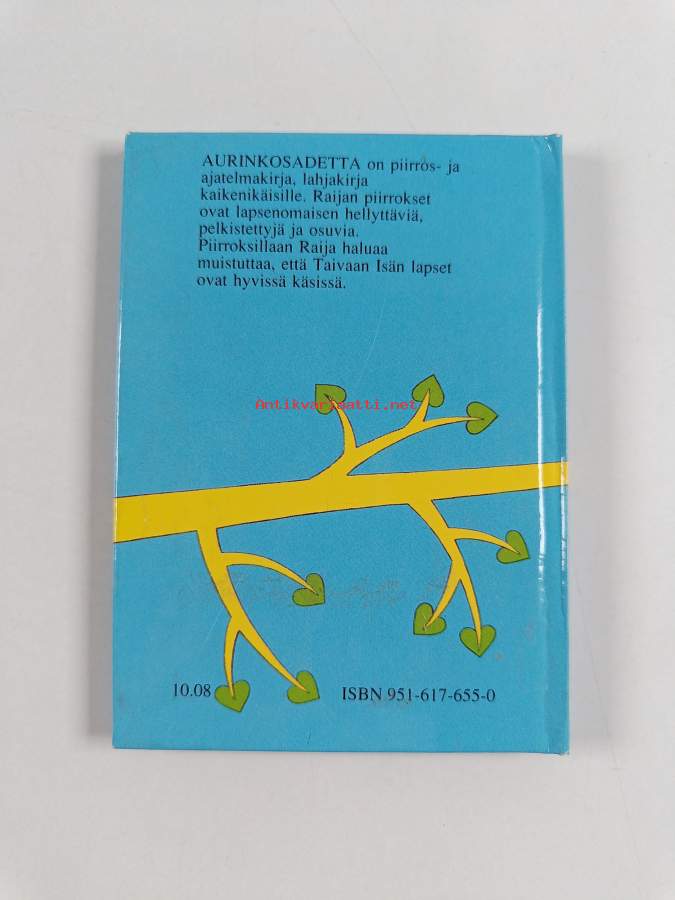 AURINKOSADETTA on piirros- ja
ajatelmakirja, lahjakirja
kaikenikäisille. Raijan piirrokset
ovat lapsenomaisen hellyttäviä,
pelkistettyjä ja osuvia.
Piirroksillaan Raija haluaa
muistuttaa, että Taivaan Isän lapset
ovat hyvissä käsissä.
Antikvariaatti.net
10.08
ISBN 951-617-655-0